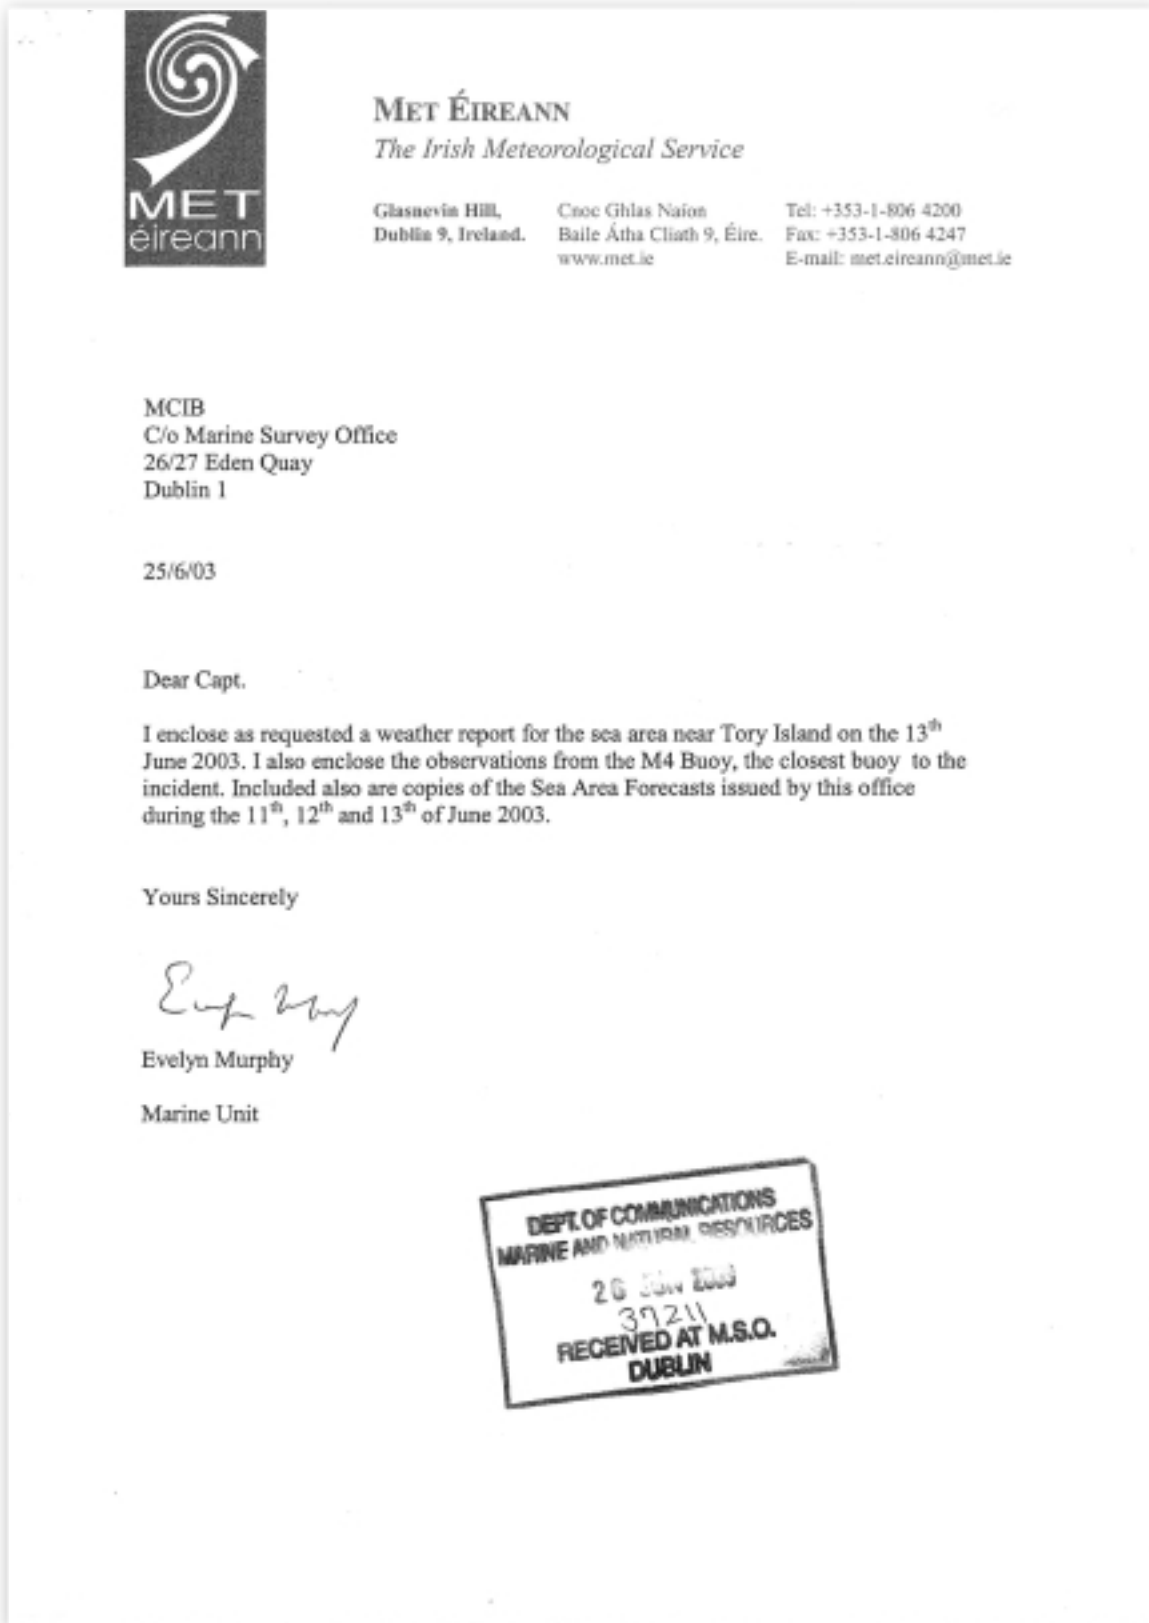 MET
éireann
MET ÉIREANN
The Irish Meteorological Service
Glasnevin Hill,
Dublin 9, Ireland.
Cnoc Ghlas Naíon
Baile Átha Cliath 9, Éire.
www.met.ie
Tel: +353-1-806 4200
Fax: +353-1-806 4247
E-mail: met.eireann@met.ie
MCIB
C/o Marine Survey Office
26/27 Eden Quay
Dublin 1
25/6/03
Dear Capt.
I enclose as requested a weather report for the sea area near Tory Island on the 13th
June 2003. I also enclose the observations from the M4 Buoy, the closest buoy to the
incident. Included also are copies of the Sea Area Forecasts issued by this office
during the 11th, 12th and 13th of June 2003.
Yours Sincerely
Evelyn Murphy
Marine Unit
DEPT. OF COMMUNICATIONS
MARINE AND NATURAL RESOURCES
26 JUN 2003
37211
RECEIVED AT M.S.O.
DUBLIN